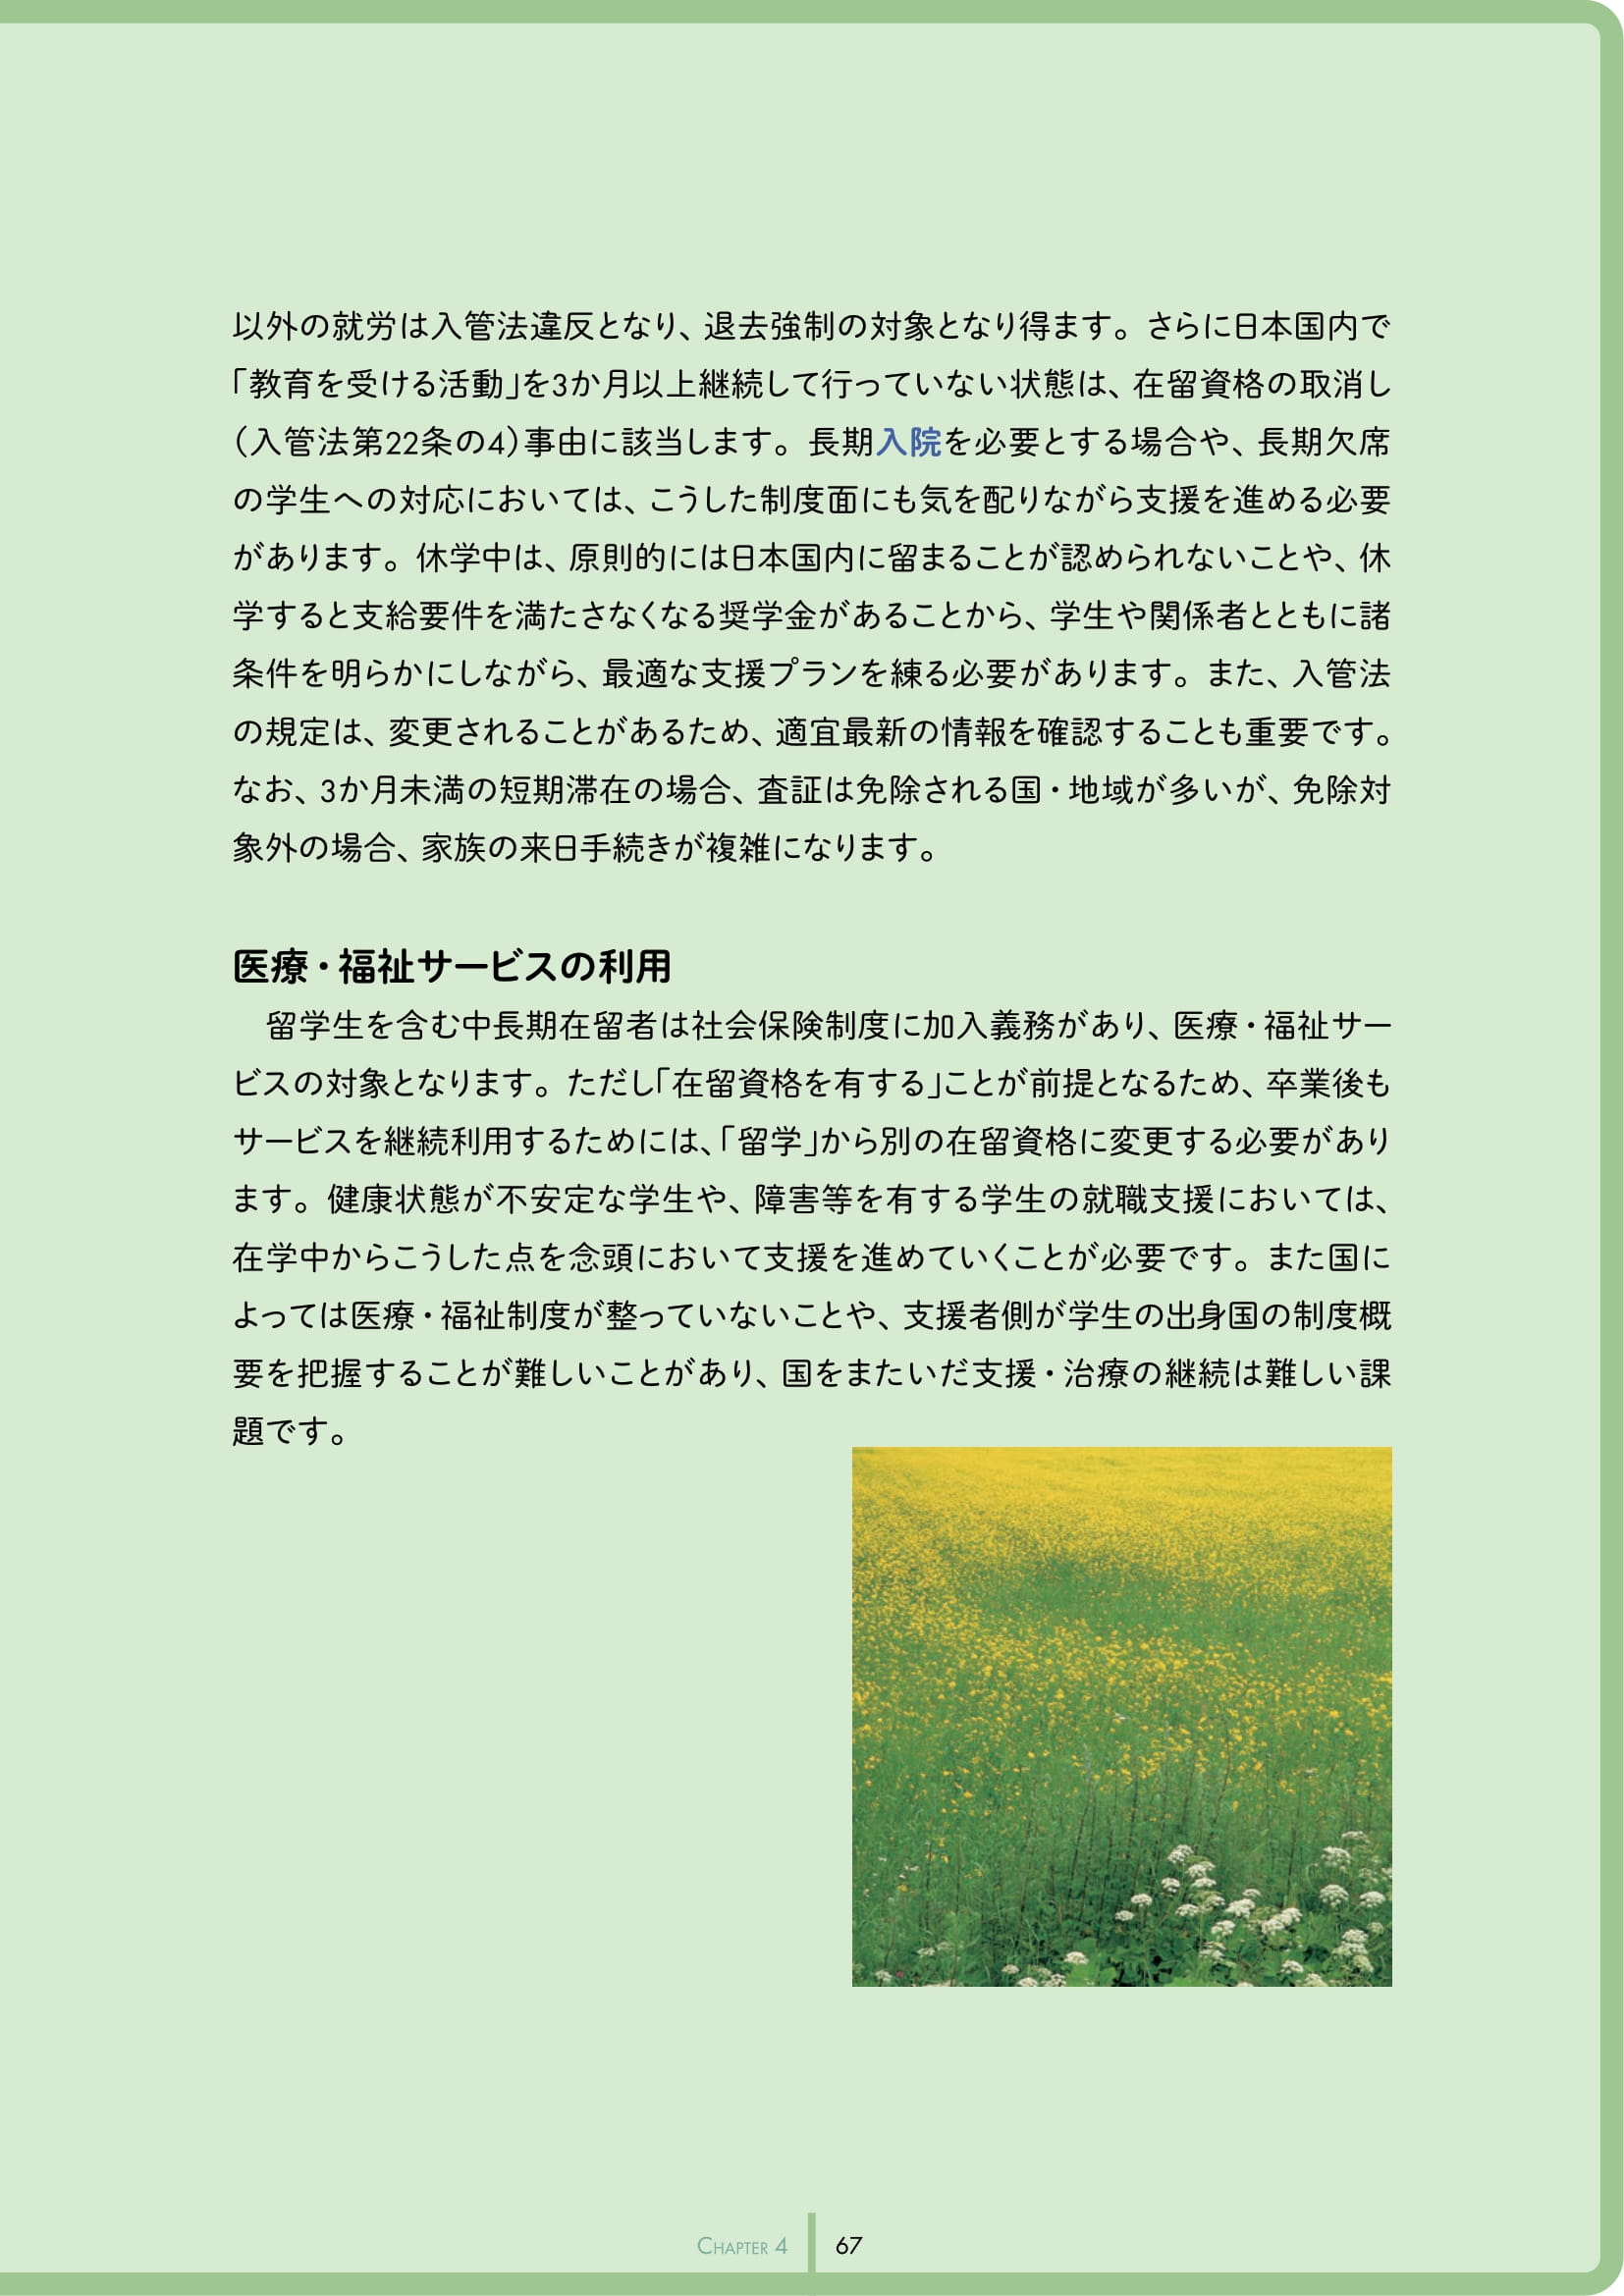 以外の就労は入管法違反となり、退去強制の対象となり得ます。さらに日本国内で
「教育を受ける活動」を3か月以上継続して行っていない状態は、在留資格の取消し
（入管法第22条の4）事由に該当します。長期入院を必要とする場合や、長期欠席
の学生への対応においては、こうした制度面にも気を配りながら支援を進める必要
があります。休学中は、原則的には日本国内に留まることが認められないことや、休
学すると支給要件を満たさなくなる奨学金があることから、学生や関係者とともに諸
条件を明らかにしながら、最適な支援プランを練る必要があります。また、入管法
の規定は、変更されることがあるため、適宜最新の情報を確認することも重要です。
なお、3か月未満の短期滞在の場合、査証は免除される国・地域が多いが、免除対
象外の場合、家族の来日手続きが複雑になります。
医療・福祉サービスの利用
留学生を含む中長期在留者は社会保険制度に加入義務があり、医療・福祉サー
ビスの対象となります。ただし「在留資格を有する」ことが前提となるため、卒業後も
サービスを継続利用するためには、「留学」から別の在留資格に変更する必要があり
ます。健康状態が不安定な学生や、障害等を有する学生の就職支援においては、
在学中からこうした点を念頭において支援を進めていくことが必要です。また国に
よっては医療・福祉制度が整っていないことや、支援者側が学生の出身国の制度概
要を把握することが難しいことがあり、国をまたいだ支援・治療の継続は難しい課
題です。
CHAPTER 4
67